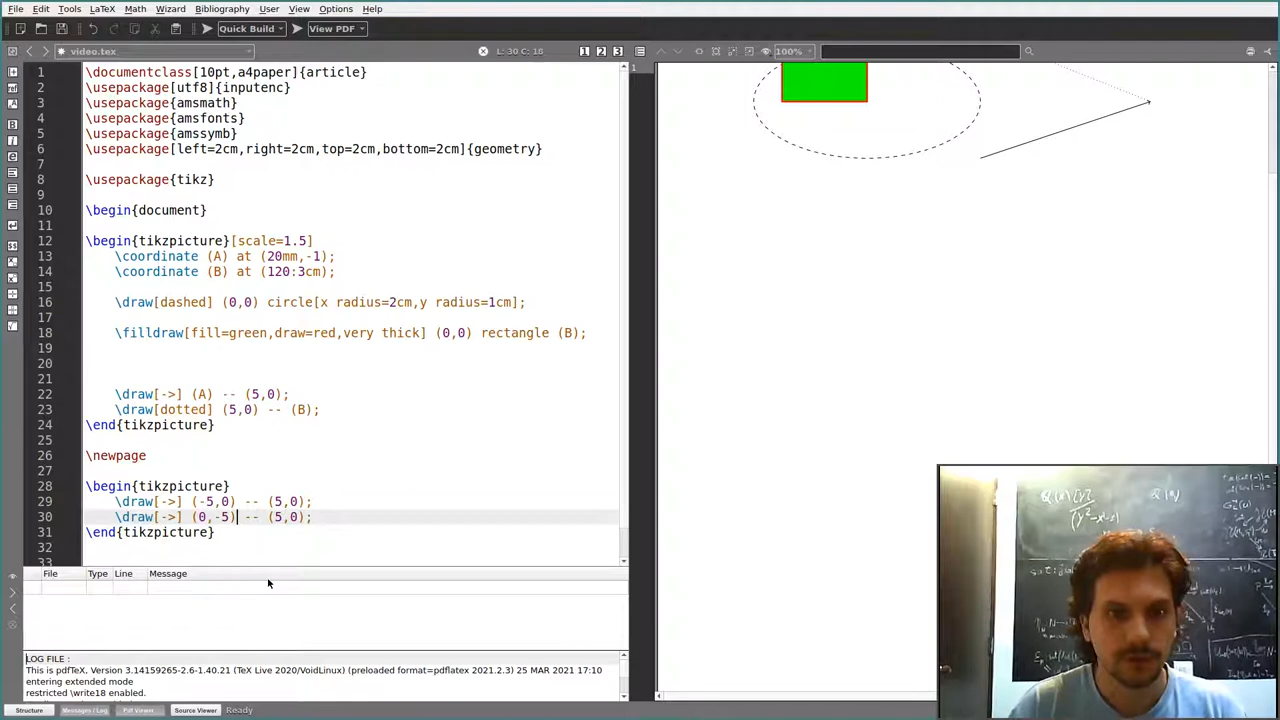 File Edit Tools LaTeX Math Wizard Bibliography User View Options Help
Quick Build View PDF
video.tex L: 30 C: 18 1 2 3 100%
1 \documentclass[10pt,a4paper]{article}
2 \usepackage[utf8]{inputenc}
3 \usepackage{amsmath}
4 \usepackage{amsfonts}
5 \usepackage{amssymb}
6 \usepackage[left=2cm,right=2cm,top=2cm,bottom=2cm]{geometry}
7
8 \usepackage{tikz}
9
10 \begin{document}
11
12 \begin{tikzpicture}[scale=1.5]
13 \coordinate (A) at (20mm,-1);
14 \coordinate (B) at (120:3cm);
15
16 \draw[dashed] (0,0) circle[x radius=2cm,y radius=1cm];
17
18 \filldraw[fill=green,draw=red,very thick] (0,0) rectangle (B);
19
20
21
22 \draw[->] (A) -- (5,0);
23 \draw[dotted] (5,0) -- (B);
24 \end{tikzpicture}
25
26 \newpage
27
28 \begin{tikzpicture}
29 \draw[->] (-5,0) -- (5,0);
30 \draw[->] (0,-5) -- (5,0);
31 \end{tikzpicture}
32
33
1
File Type Line Message
LOG FILE :
This is pdfTeX, Version 3.14159265-2.6-1.40.21 (TeX Live 2020/VoidLinux) (preloaded format=pdflatex 2021.2.3) 25 MAR 2021 17:10
entering extended mode
restricted \write18 enabled.
Structure Messages / Log Pdf Viewer Source Viewer Ready